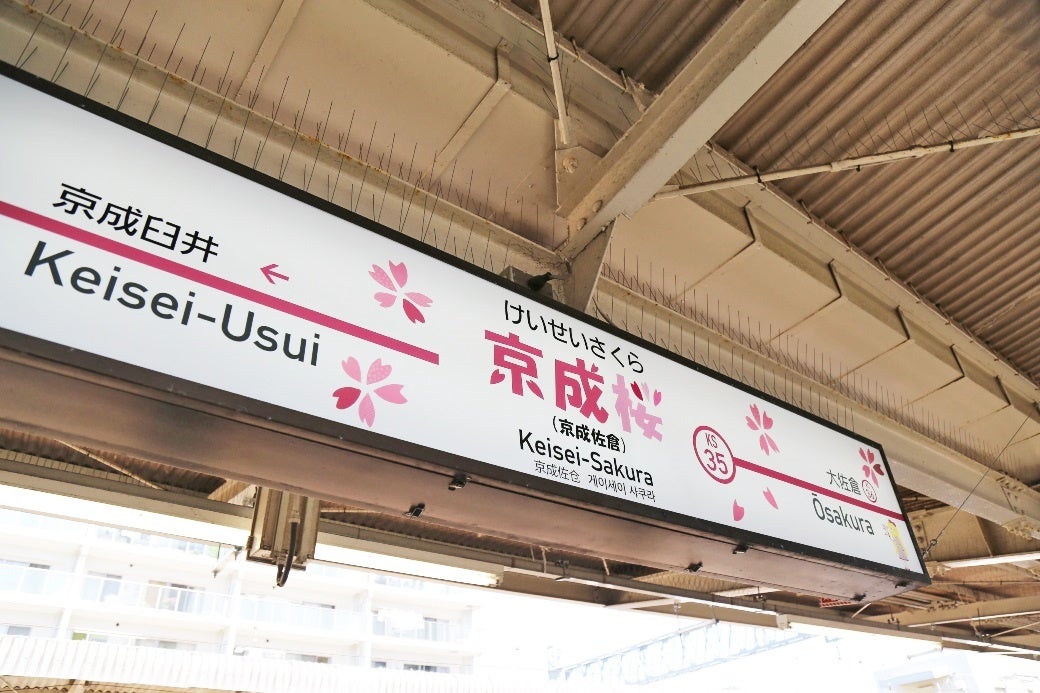 京成臼井
←
Keisei-Usui
けいせいさくら
京成桜
(京成佐倉)
Keisei-Sakura
京成佐仓 게이세이 사쿠라
KS
35
大佐倉
Ōsakura